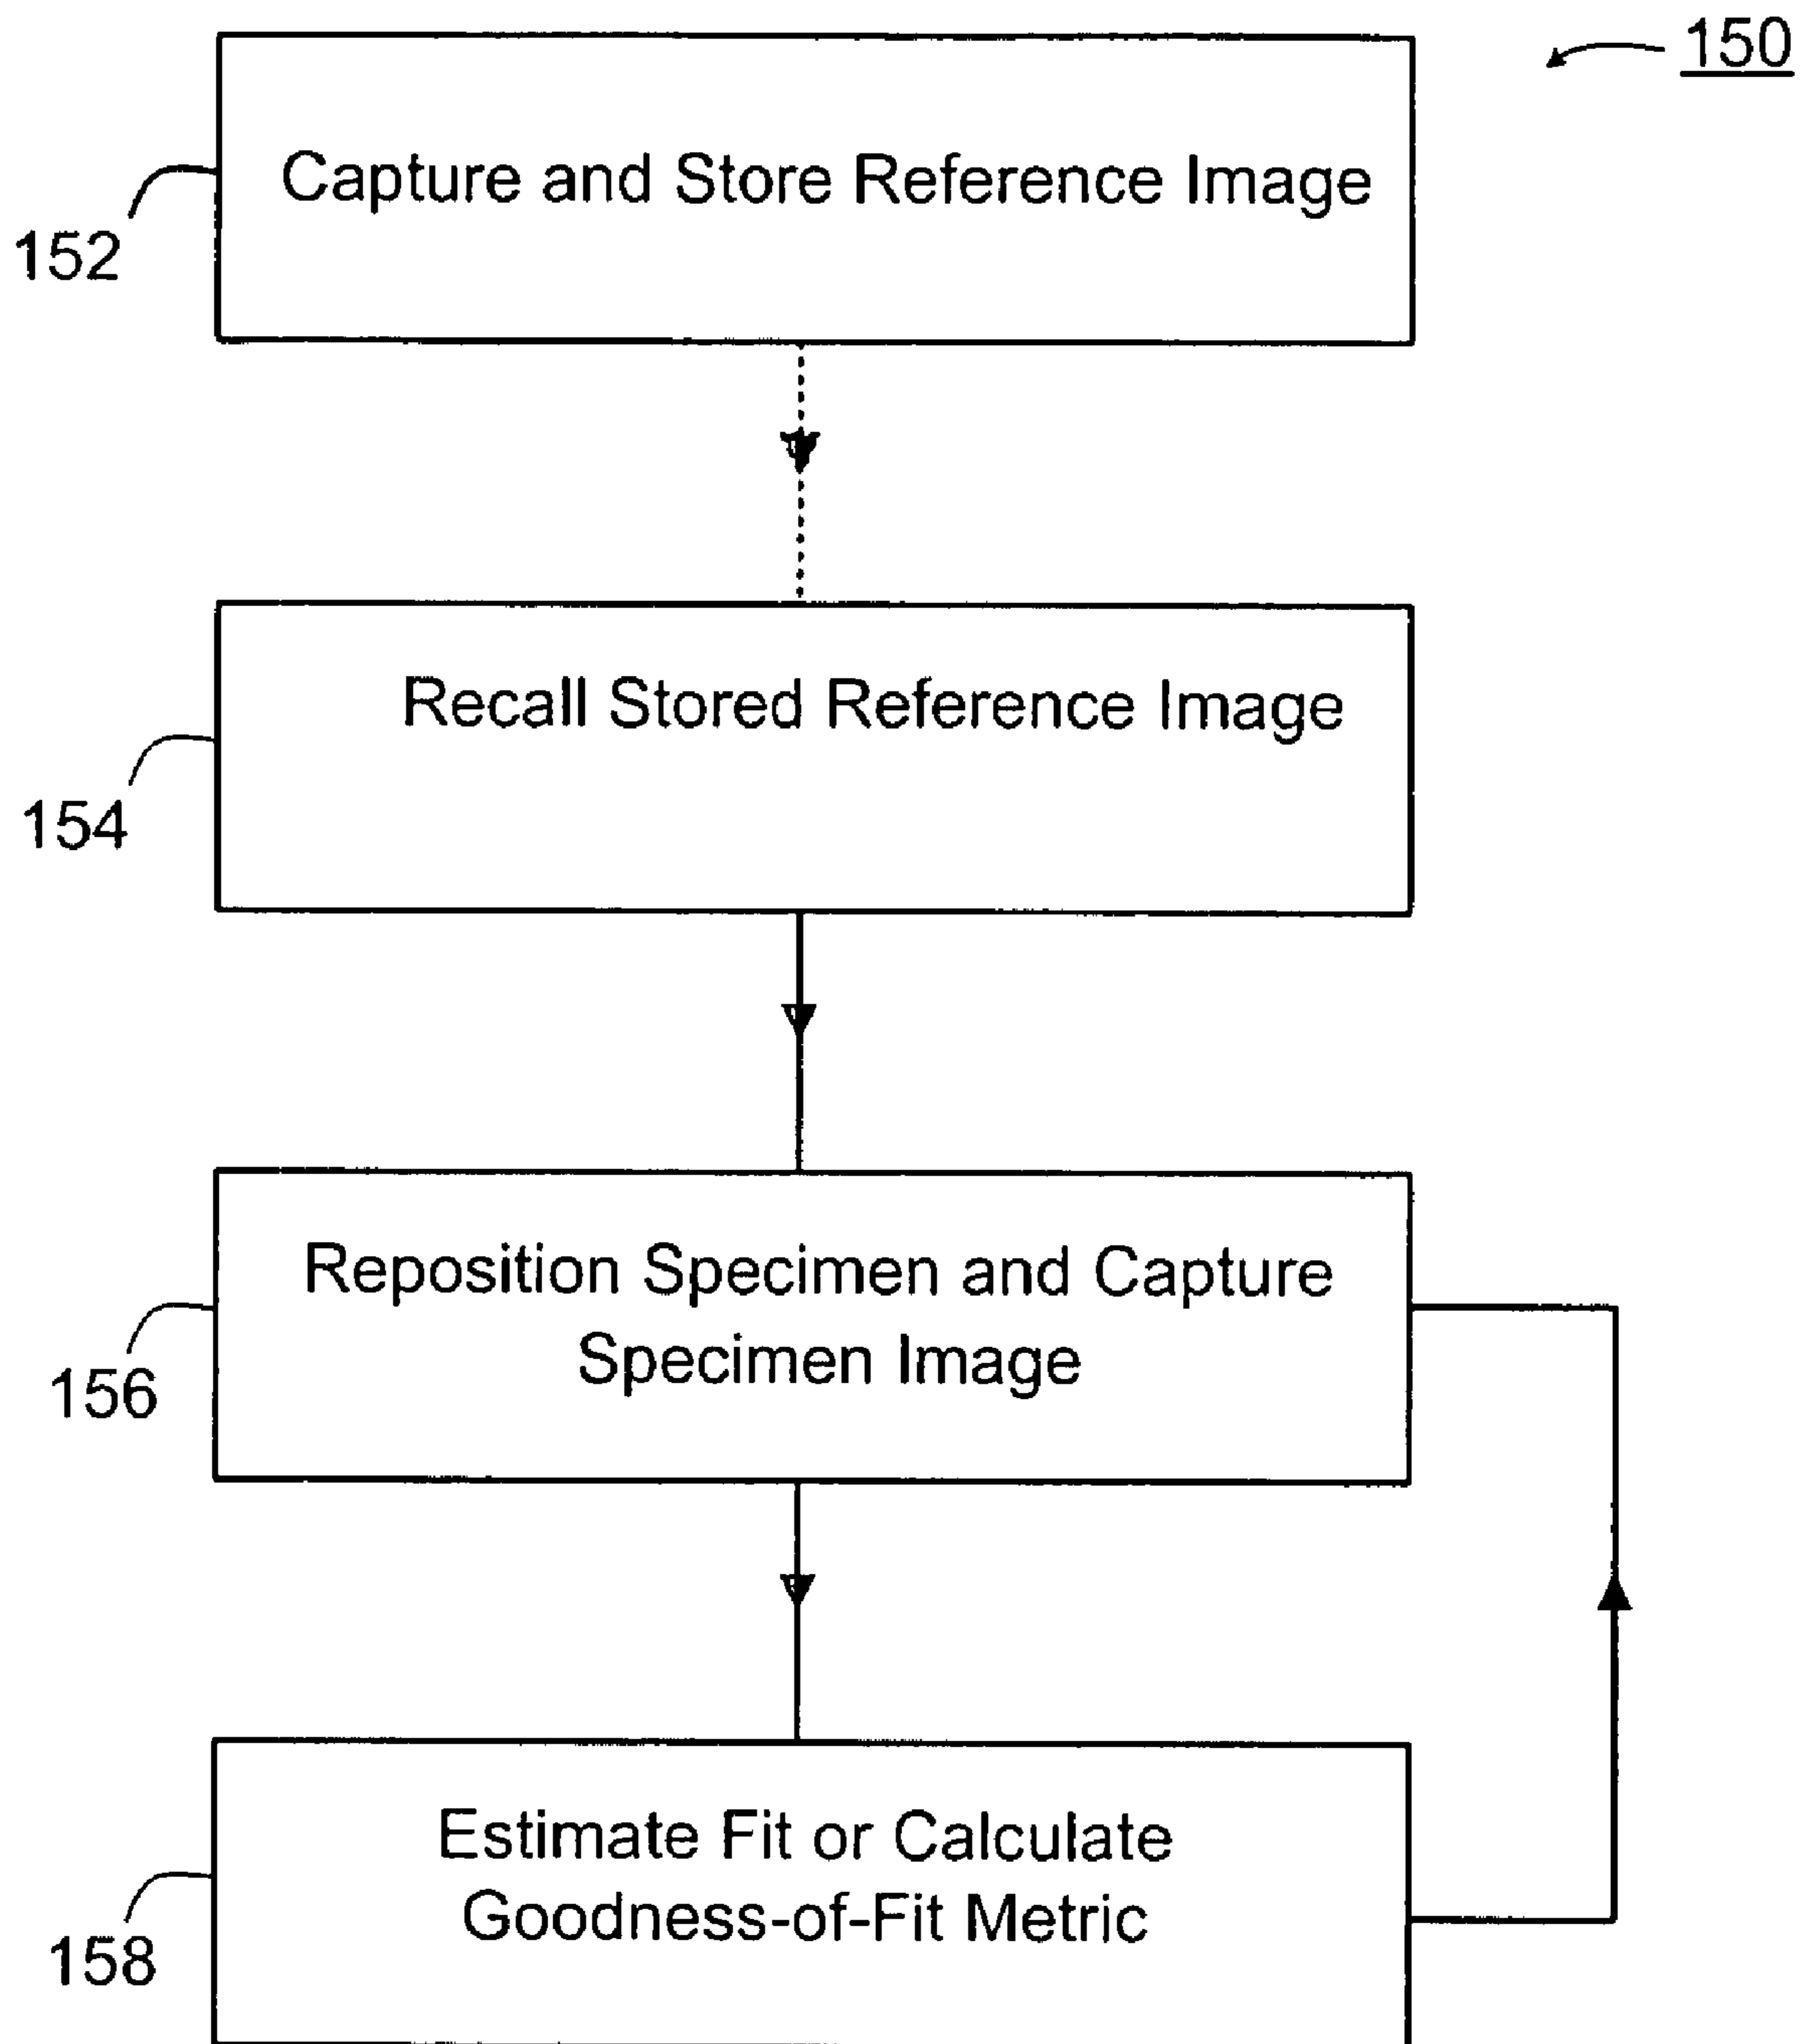 150
Capture and Store Reference Image
152
Recall Stored Reference Image
154
Reposition Specimen and Capture
Specimen Image
156
Estimate Fit or Calculate
Goodness-of-Fit Metric
158